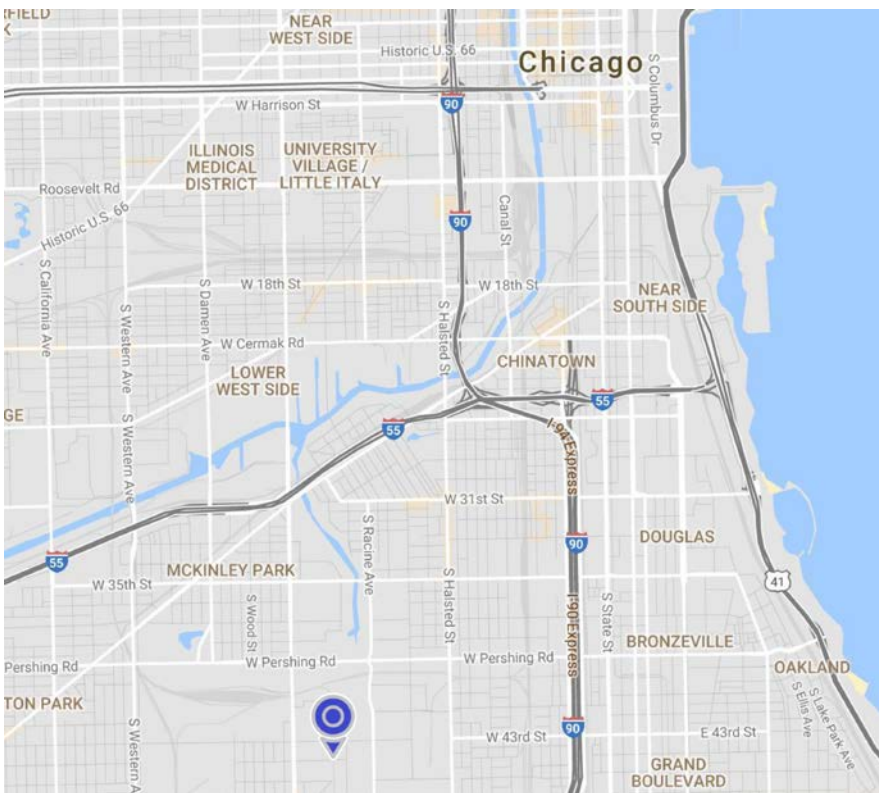 RFIELD
K
NEAR
WEST SIDE
Historic U.S. 66
Chicago
S Columbus Dr
W Harrison St
90
ILLINOIS
MEDICAL
DISTRICT
UNIVERSITY
VILLAGE /
LITTLE ITALY
Roosevelt Rd
Historic U.S. 66
90
Canal St
S California Ave
S Western Ave
S Damen Ave
W 18th St
S Halsted St
W 18th St
NEAR
SOUTH SIDE
W Cermak Rd
CHINATOWN
LOWER
WEST SIDE
GE
S Western Ave
55
55
I-94 Express
W 31st St
S Racine Ave
DOUGLAS
90
55
MCKINLEY PARK
W 35th St
S Wood St
S Halsted St
I-90 Express
S State St
41
BRONZEVILLE
Pershing Rd
W Pershing Rd
W Pershing Rd
OAKLAND
TON PARK
S Western Av
S Ellis Ave
S Lake Park Ave
W 43rd St
90
E 43rd St
GRAND
BOULEVARD